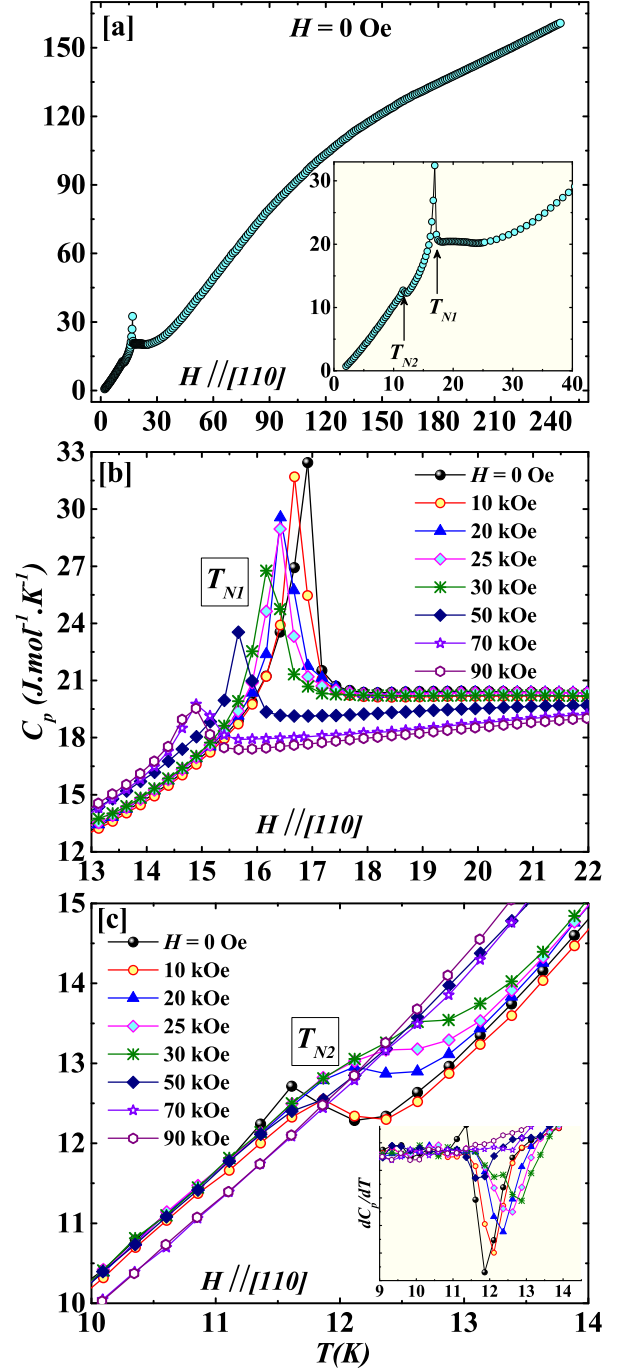 [a]
H = 0 Oe
150
120
90
60
30
0
30
20
10
0
T_N1
T_N2
0 10 20 30 40
H //[110]
0 30 60 90 120 150 180 210 240
C_p (J.mol^-1.K^-1)
[b]
33
30
27
24
21
18
15
12
H = 0 Oe
10 kOe
20 kOe
25 kOe
30 kOe
50 kOe
70 kOe
90 kOe
T_N1
H //[110]
13 14 15 16 17 18 19 20 21 22
[c]
15
14
13
12
11
10
H = 0 Oe
10 kOe
20 kOe
25 kOe
30 kOe
50 kOe
70 kOe
90 kOe
T_N2
dC_p/dT
9 10 11 12 13 14
H //[110]
10 11 12 13 14
T(K)